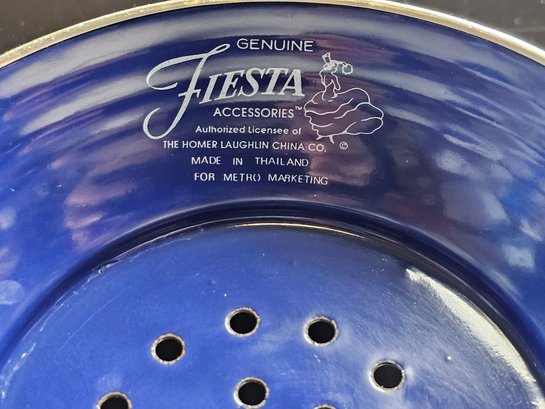 GENUINE
FIESTA
ACCESSORIES™
Authorized Licensee of
THE HOMER LAUGHLIN CHINA CO. ©
MADE IN THAILAND
FOR METRO MARKETING